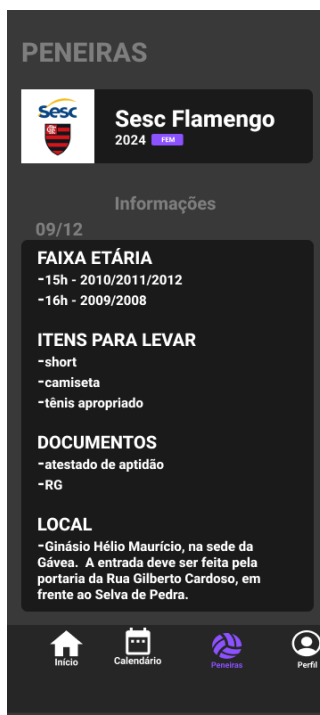 PENEIRAS
Sesc
Sesc Flamengo
2024 FEM
Informações
09/12
FAIXA ETÁRIA
-15h - 2010/2011/2012
-16h - 2009/2008
ITENS PARA LEVAR
-short
-camiseta
-tênis apropriado
DOCUMENTOS
-atestado de aptidão
-RG
LOCAL
-Ginásio Hélio Maurício, na sede da
Gávea. A entrada deve ser feita pela
portaria da Rua Gilberto Cardoso, em
frente ao Selva de Pedra.
Início Calendário Peneiras Perfil